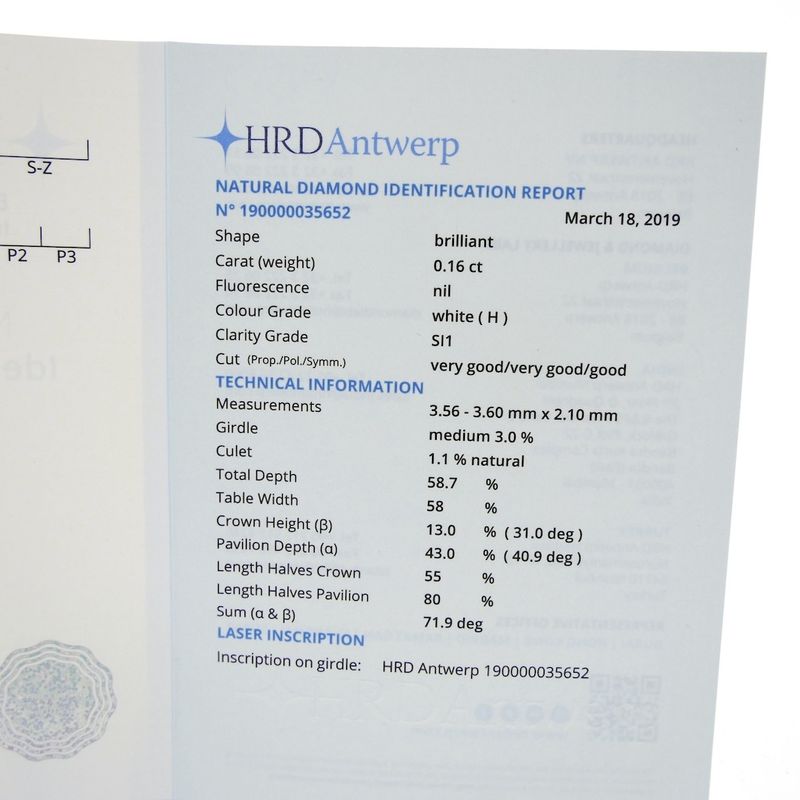 S-Z
P2 P3
HRD Antwerp
NATURAL DIAMOND IDENTIFICATION REPORT
N° 190000035652 March 18, 2019
Shape brilliant
Carat (weight) 0.16 ct
Fluorescence nil
Colour Grade white ( H )
Clarity Grade SI1
Cut (Prop./Pol./Symm.) very good/very good/good
TECHNICAL INFORMATION
Measurements 3.56 - 3.60 mm x 2.10 mm
Girdle medium 3.0 %
Culet 1.1 % natural
Total Depth 58.7 %
Table Width 58 %
Crown Height (β) 13.0 % ( 31.0 deg )
Pavilion Depth (α) 43.0 % ( 40.9 deg )
Length Halves Crown 55 %
Length Halves Pavilion 80 %
Sum (α & β) 71.9 deg
LASER INSCRIPTION
Inscription on girdle: HRD Antwerp 190000035652